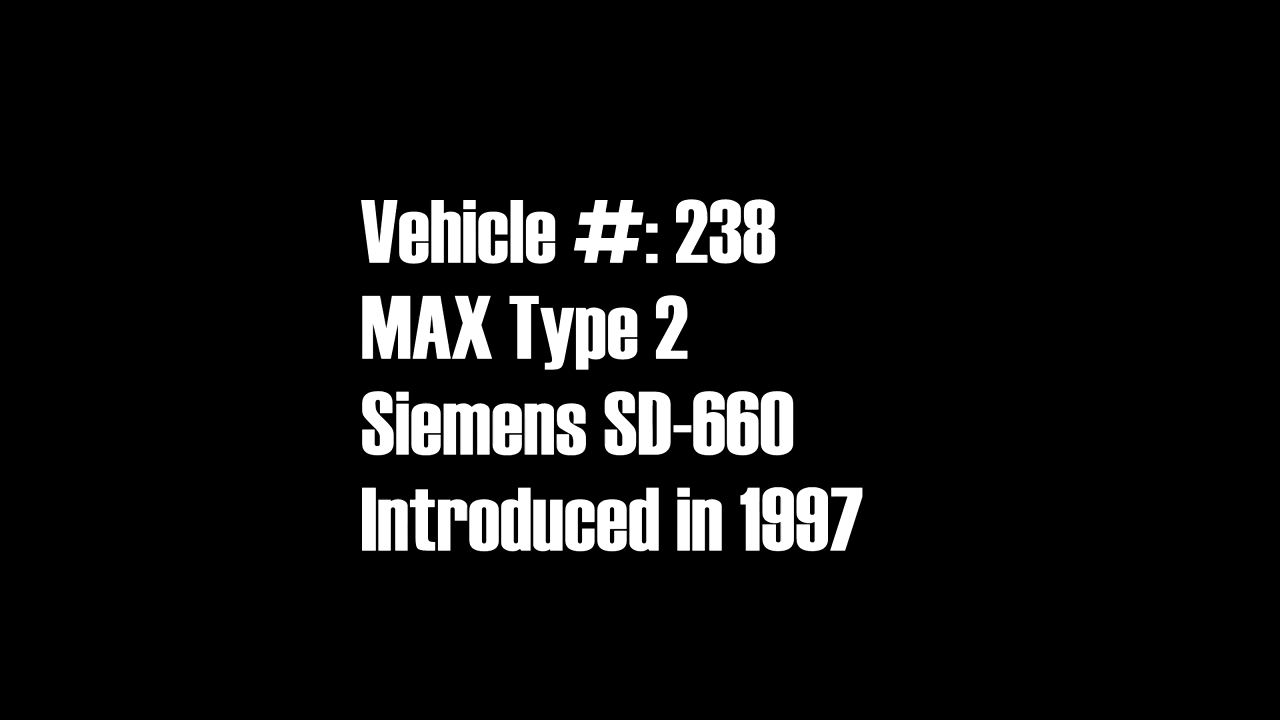 Vehicle #: 238
MAX Type 2
Siemens SD-660
Introduced in 1997